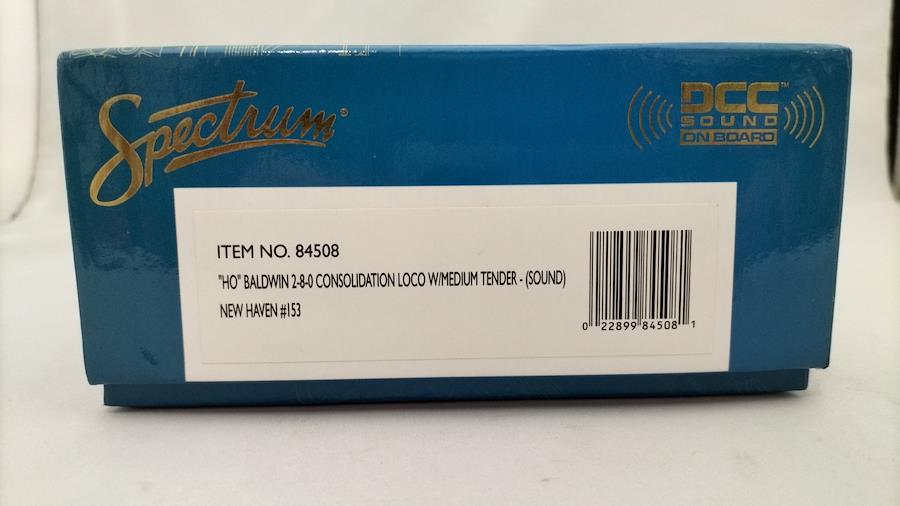 Spectrum®
DCC™
SOUND
ON BOARD
ITEM NO. 84508
"HO" BALDWIN 2-8-0 CONSOLIDATION LOCO W/MEDIUM TENDER - (SOUND)
NEW HAVEN #153
0 22899 84508 1